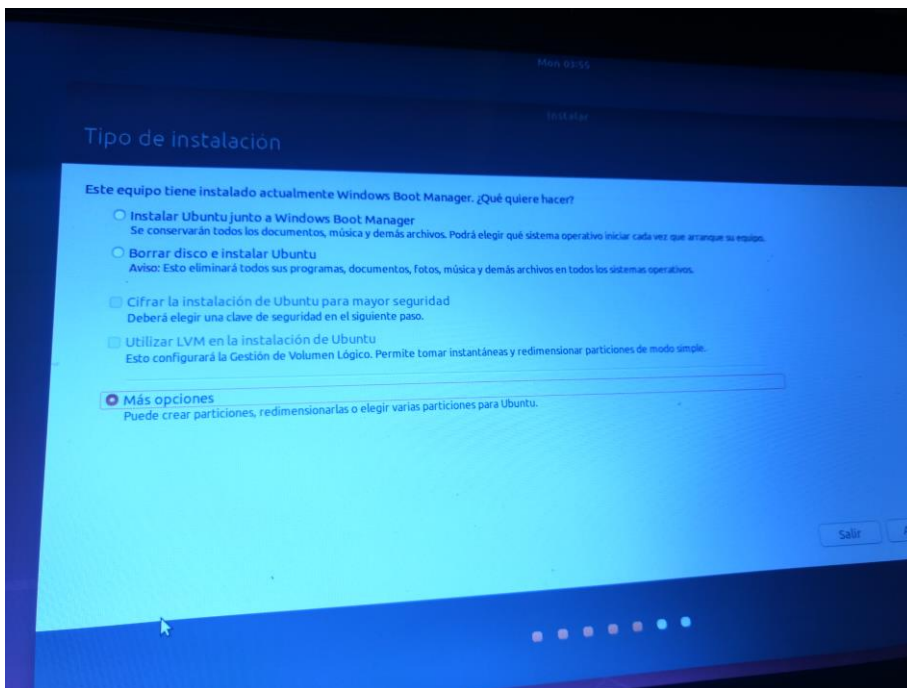 Mon 03:55
Instalar
Tipo de instalación
Este equipo tiene instalado actualmente Windows Boot Manager. ¿Qué quiere hacer?
Instalar Ubuntu junto a Windows Boot Manager
Se conservarán todos los documentos, música y demás archivos. Podrá elegir qué sistema operativo iniciar cada vez que arranque su equipo.
Borrar disco e instalar Ubuntu
Aviso: Esto eliminará todos sus programas, documentos, fotos, música y demás archivos en todos los sistemas operativos.
Cifrar la instalación de Ubuntu para mayor seguridad
Deberá elegir una clave de seguridad en el siguiente paso.
Utilizar LVM en la instalación de Ubuntu
Esto configurará la Gestión de Volumen Lógico. Permite tomar instantáneas y redimensionar particiones de modo simple.
Más opciones
Puede crear particiones, redimensionarlas o elegir varias particiones para Ubuntu.
Salir